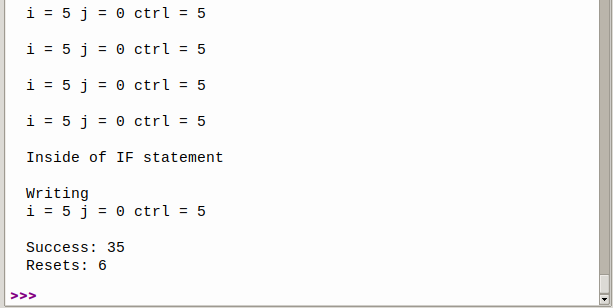 i = 5 j = 0 ctrl = 5
i = 5 j = 0 ctrl = 5
i = 5 j = 0 ctrl = 5
i = 5 j = 0 ctrl = 5
Inside of IF statement
Writing
i = 5 j = 0 ctrl = 5
Success: 35
Resets: 6
>>>